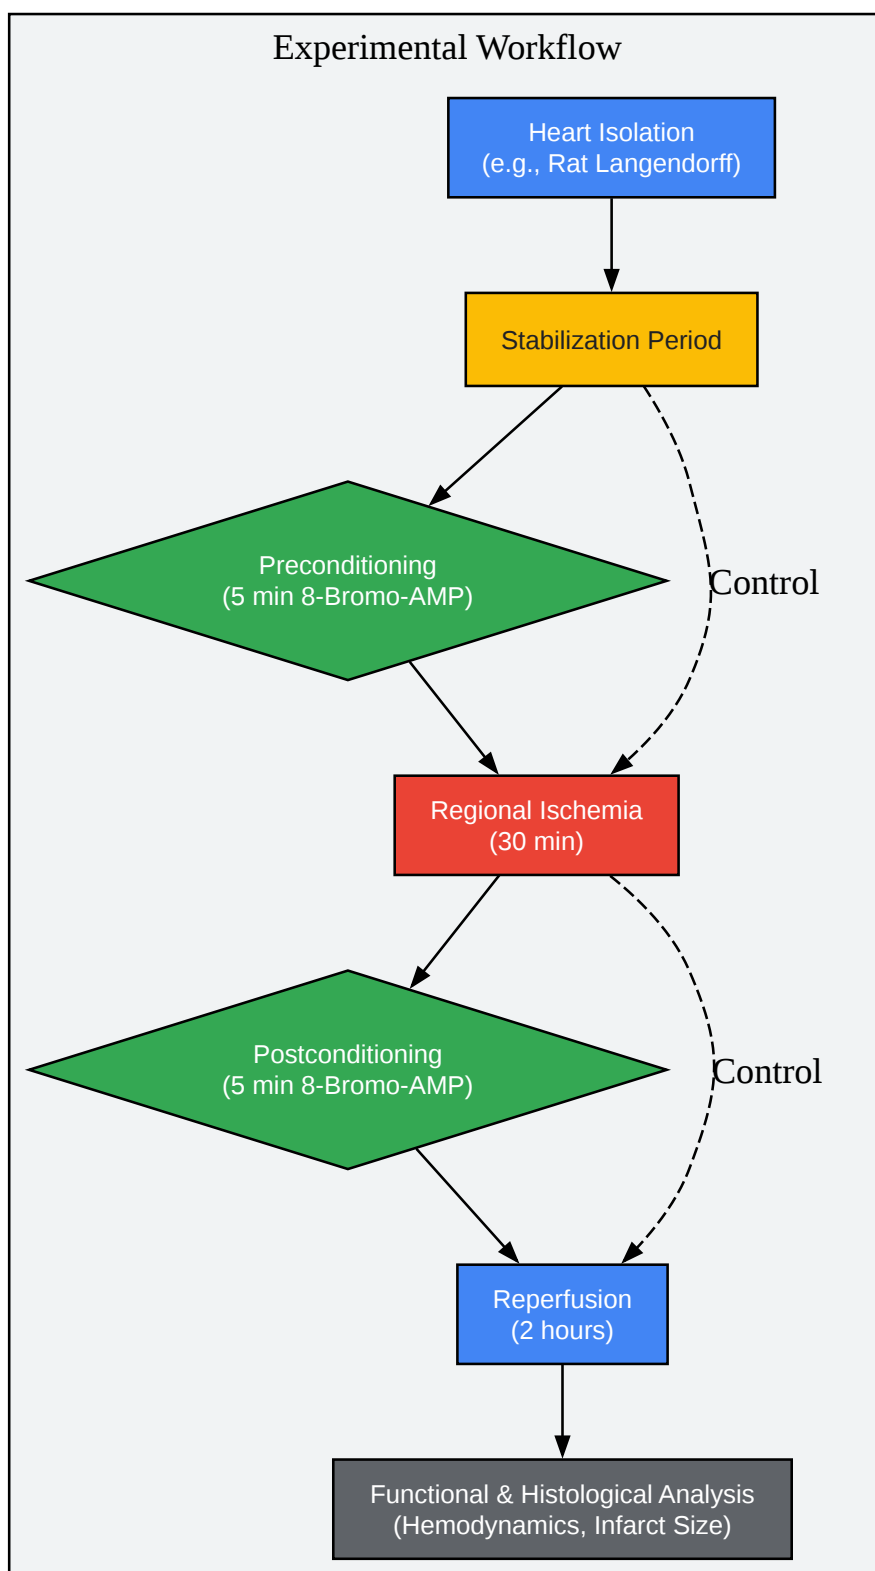 Experimental Workflow
Heart Isolation
(e.g., Rat Langendorff)
Stabilization Period
Preconditioning
(5 min 8-Bromo-AMP)
Control
Regional Ischemia
(30 min)
Postconditioning
(5 min 8-Bromo-AMP)
Control
Reperfusion
(2 hours)
Functional & Histological Analysis
(Hemodynamics, Infarct Size)